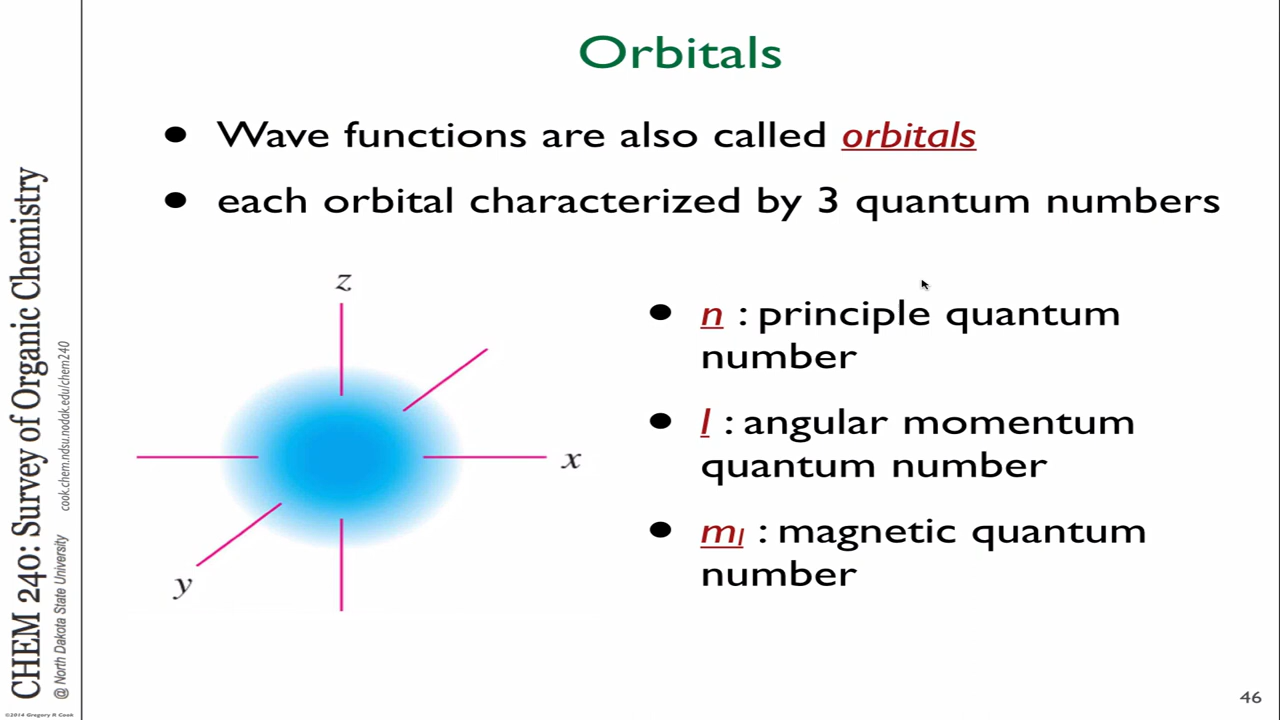 Orbitals
• Wave functions are also called orbitals
• each orbital characterized by 3 quantum numbers
z
x
y
• n : principle quantum
number
• l : angular momentum
quantum number
• ml : magnetic quantum
number
CHEM 240: Survey of Organic Chemistry
@ North Dakota State University
cook.chem.ndsu.nodak.edu/chem240
©2014 Gregory R Cook
46